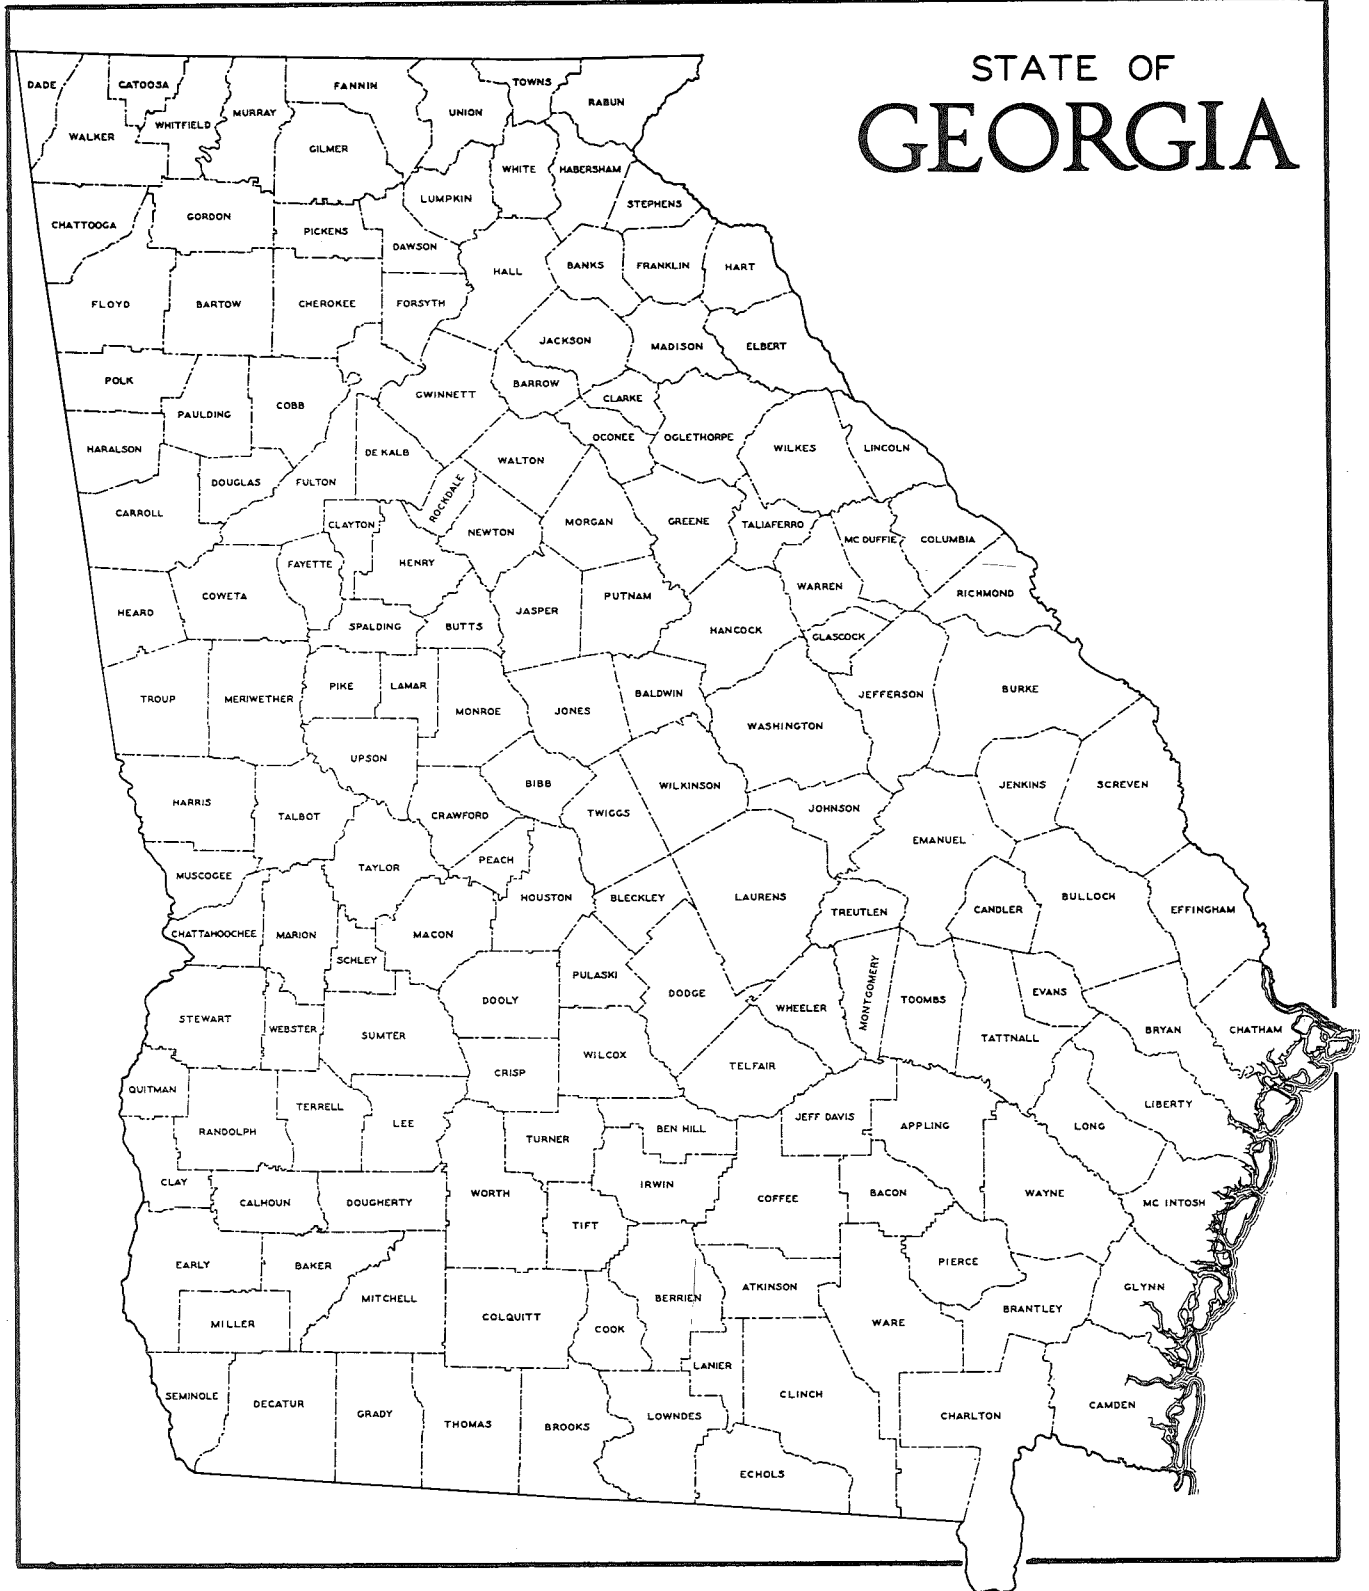 STATE OF
GEORGIA
DADE
CATOOSA
FANNIN
TOWNS
RABUN
WALKER
WHITFIELD
MURRAY
UNION
GILMER
WHITE
HABERSHAM
LUMPKIN
STEPHENS
CHATTOOGA
GORDON
PICKENS
DAWSON
HALL
BANKS
FRANKLIN
HART
FLOYD
BARTOW
CHEROKEE
FORSYTH
JACKSON
MADISON
ELBERT
POLK
PAULDING
COBB
GWINNETT
BARROW
CLARKE
OCONEE
OGLETHORPE
WILKES
LINCOLN
HARALSON
DOUGLAS
FULTON
DE KALB
ROCKDALE
WALTON
CARROLL
CLAYTON
NEWTON
MORGAN
GREENE
TALIAFERRO
MC DUFFIE
COLUMBIA
FAYETTE
HENRY
WARREN
RICHMOND
HEARD
COWETA
SPALDING
BUTTS
JASPER
PUTNAM
HANCOCK
GLASCOCK
TROUP
MERIWETHER
PIKE
LAMAR
MONROE
JONES
BALDWIN
WASHINGTON
JEFFERSON
BURKE
UPSON
BIBB
WILKINSON
JENKINS
SCREVEN
HARRIS
TALBOT
CRAWFORD
TWIGGS
JOHNSON
EMANUEL
MUSCOGEE
TAYLOR
PEACH
HOUSTON
BLECKLEY
LAURENS
TREUTLEN
CANDLER
BULLOCH
EFFINGHAM
CHATTAHOOCHEE
MARION
SCHLEY
MACON
PULASKI
DOOLY
DODGE
WHEELER
MONTGOMERY
TOOMBS
EVANS
TATTNALL
BRYAN
CHATHAM
STEWART
WEBSTER
SUMTER
CRISP
WILCOX
TELFAIR
QUITMAN
RANDOLPH
TERRELL
LEE
TURNER
BEN HILL
JEFF DAVIS
APPLING
LONG
LIBERTY
CLAY
CALHOUN
DOUGHERTY
WORTH
TIFT
IRWIN
COFFEE
BACON
WAYNE
MC INTOSH
EARLY
BAKER
MITCHELL
PIERCE
MILLER
COLQUITT
COOK
BERRIEN
ATKINSON
WARE
BRANTLEY
GLYNN
SEMINOLE
DECATUR
GRADY
THOMAS
BROOKS
LANIER
LOWNDES
CLINCH
ECHOLS
CHARLTON
CAMDEN